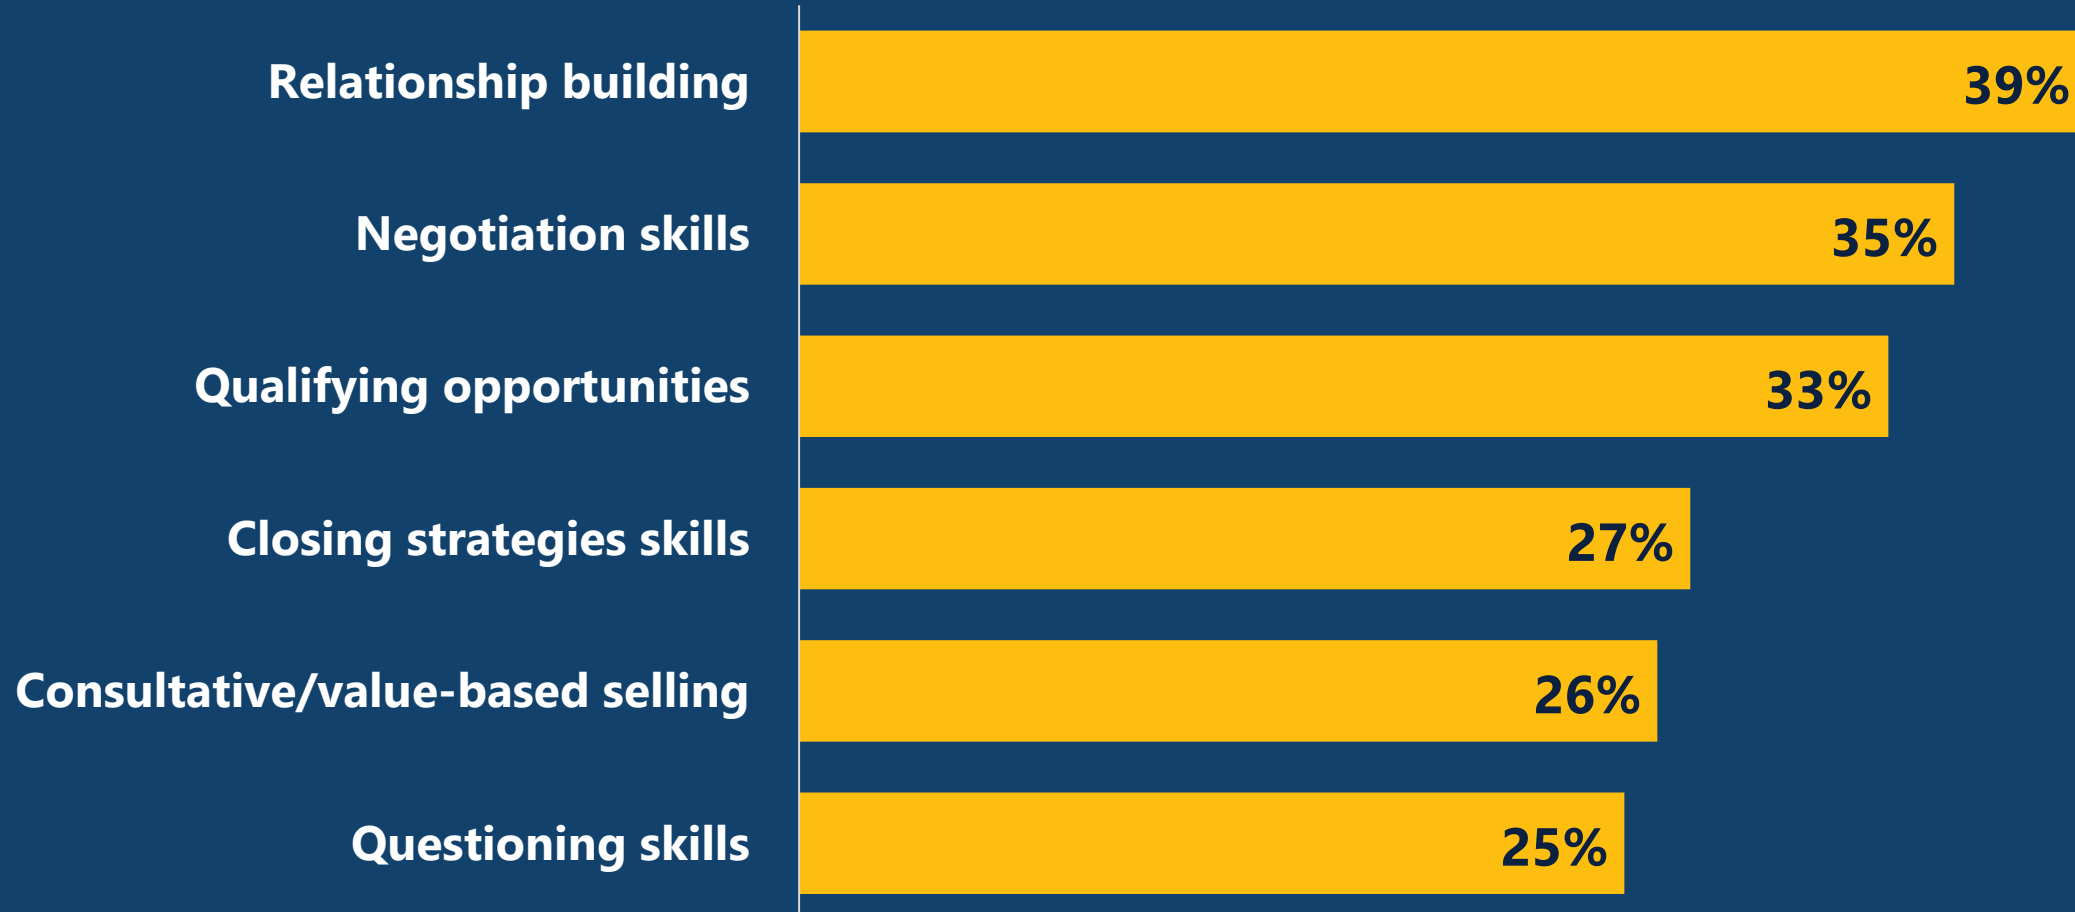 Relationship building 39%
Negotiation skills 35%
Qualifying opportunities 33%
Closing strategies skills 27%
Consultative/value-based selling 26%
Questioning skills 25%